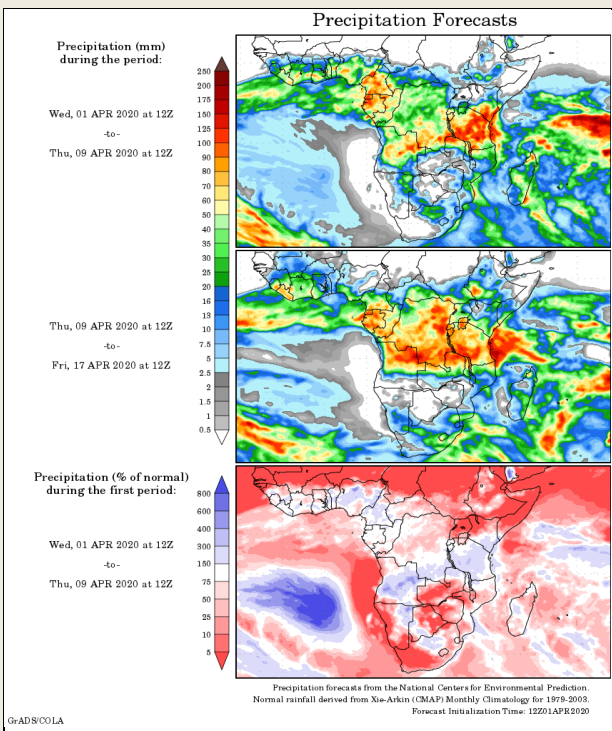 Precipitation Forecasts
Precipitation (mm)
during the period:
Wed, 01 APR 2020 at 12Z
-to-
Thu, 09 APR 2020 at 12Z
250
200
175
150
125
100
90
80
70
60
50
40
35
30
25
20
16
13
10
7.5
5
2.5
2
1.5
1
0.5
Thu, 09 APR 2020 at 12Z
-to-
Fri, 17 APR 2020 at 12Z
Precipitation (% of normal)
during the first period:
Wed, 01 APR 2020 at 12Z
-to-
Thu, 09 APR 2020 at 12Z
800
600
400
300
150
75
50
25
10
5
Precipitation forecasts from the National Centers for Environmental Prediction.
Normal rainfall derived from Xie-Arkin (CMAP) Monthly Climatology for 1979-2003.
Forecast Initialization Time: 12Z01APR2020
GrADS/COLA